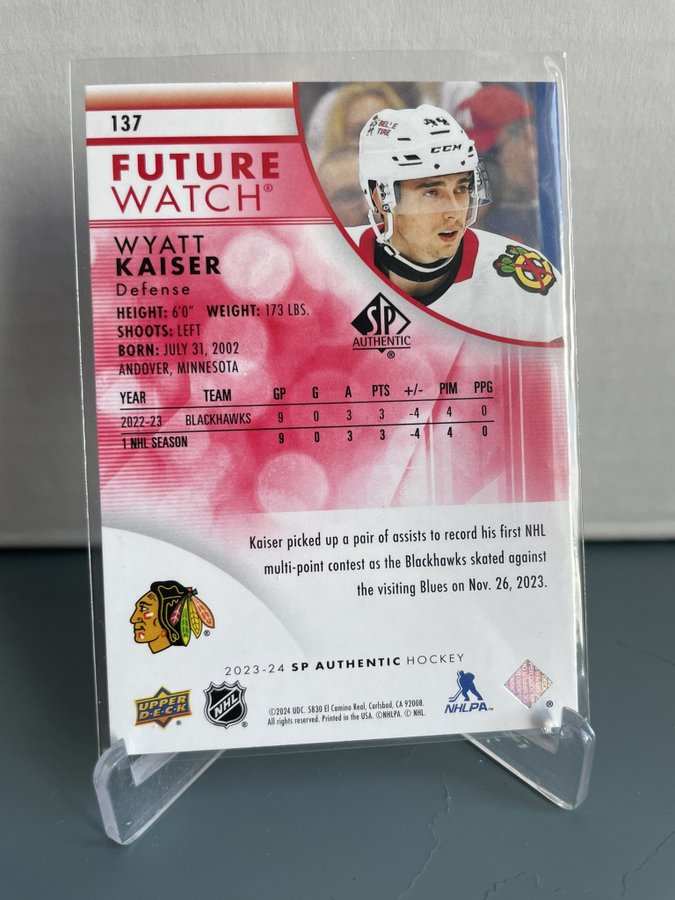 137
FUTURE
WATCH®
WYATT
KAISER
Defense
HEIGHT: 6'0" WEIGHT: 173 LBS.
SHOOTS: LEFT
BORN: JULY 31, 2002
ANDOVER, MINNESOTA
BELLE
TIRE
CCM
SP
AUTHENTIC
®
YEAR TEAM GP G A PTS +/- PIM PPG
2022-23 BLACKHAWKS 9 0 3 3 -4 4 0
1 NHL SEASON 9 0 3 3 -4 4 0
Kaiser picked up a pair of assists to record his first NHL
multi-point contest as the Blackhawks skated against
the visiting Blues on Nov. 26, 2023.
®
2023-24 SP AUTHENTIC HOCKEY
UPPER
DECK
NHL
©2024 UDC. 5830 El Camino Real, Carlsbad, CA 92008.
All rights reserved. Printed in the USA. ©NHLPA. © NHL.
NHLPA
®